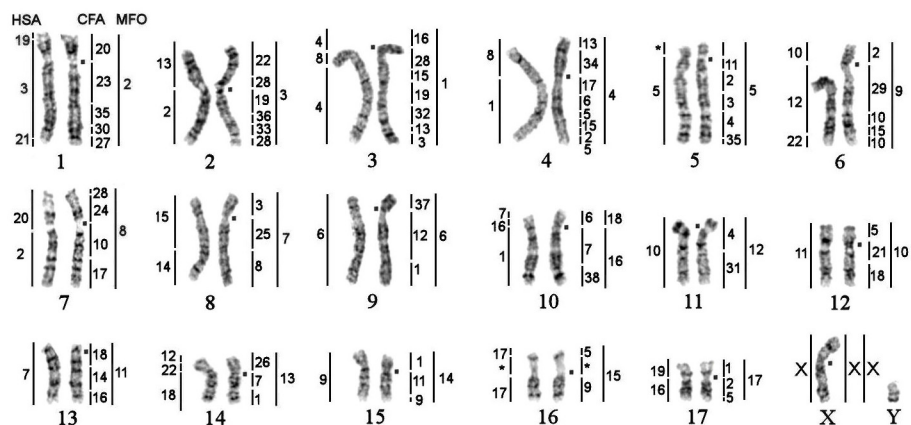 HSA CFA MFO
19 3 21 20 23 35 30 27 2
1
13 2 22 28 19 36 33 28 3
2
4 8 4 16 28 15 19 32 13 3 1
3
8 1 13 34 17 6 5 15 2 5 4
4
* 5 11 2 3 4 35 5
5
10 12 22 2 29 10 15 10 9
6
20 2 28 24 10 17 8
7
15 14 3 25 8 7
8
6 37 12 1 6
9
7 16 1 6 7 38 18 16
10
10 4 31 12
11
11 5 21 18 10
12
7 18 14 16 11
13
12 22 18 26 7 1 13
14
9 1 11 9 14
15
17 * 17 5 * 9 15
16
19 16 1 2 5 17
17
X X X
X Y